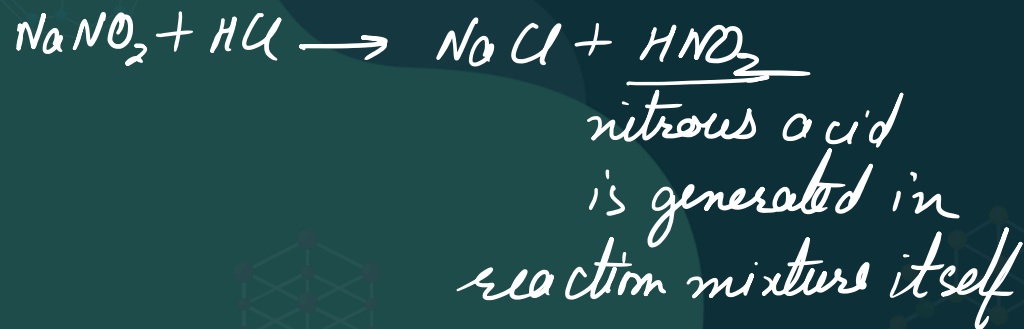 NaNO₂ + HCl → NaCl + HNO₂
nitrous acid
is generated in
reaction mixture itself